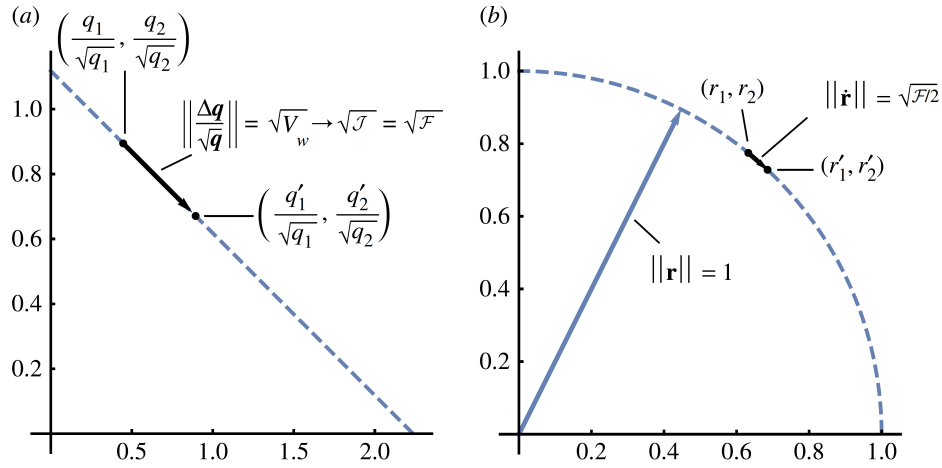 (a)
(q₁/√q₁, q₂/√q₂)
||Δq/√q|| = √V_w → √𝒥 = √ℱ
(q′₁/√q₁, q′₂/√q₂)
1.0
0.8
0.6
0.4
0.2
0.5 1.0 1.5 2.0
(b)
(r₁, r₂)
||ṙ|| = √ℱ/2
(r′₁, r′₂)
||r|| = 1
1.0
0.8
0.6
0.4
0.2
0.2 0.4 0.6 0.8 1.0